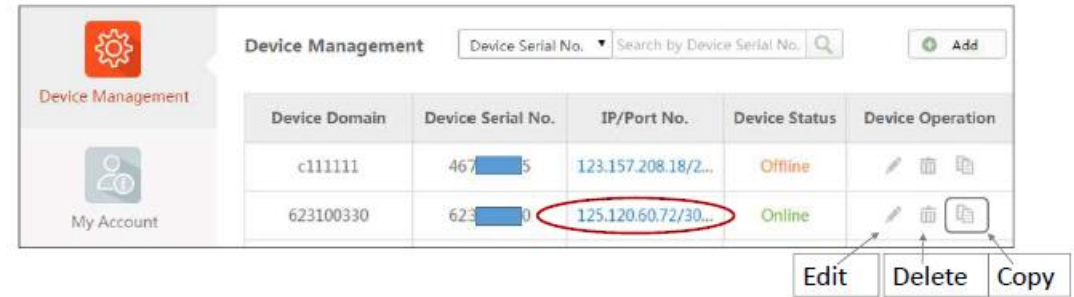 Device Management
Device Serial No.
Search by Device Serial No.
Add
Device Management
Device Domain Device Serial No. IP/Port No. Device Status Device Operation
c111111 467 5 123.157.208.18/2... Offline
623100330 623 0 125.120.60.72/30... Online
My Account
Edit Delete Copy